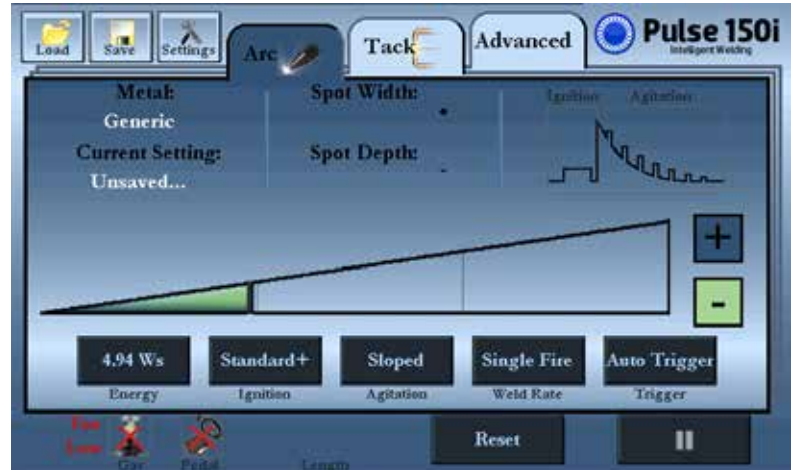 Load Save Settings Arc Tack Advanced Pulse 150i
Intelligent Welding
Metal: Spot Width: Ignition Agitation
Generic
Current Setting: Spot Depth:
Unsaved...
+
-
4.94 Ws Standard+ Sloped Single Fire Auto Trigger
Energy Ignition Agitation Weld Rate Trigger
Too
Low Reset
Gas Pedal Length